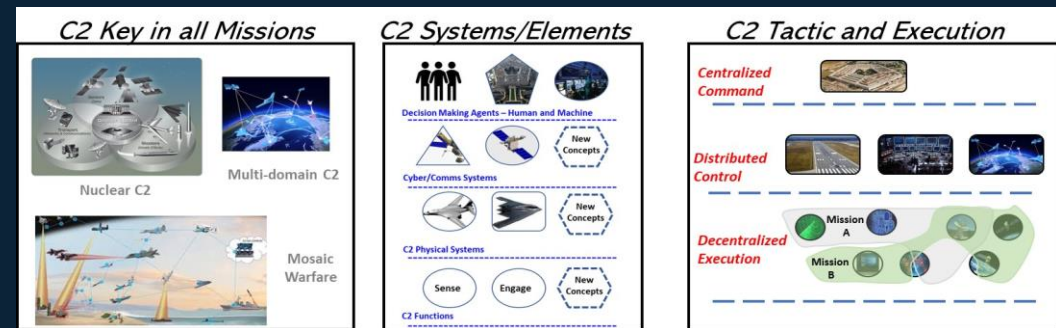 C2 Key in all Missions
Nuclear C2
Multi-domain C2
Mosaic
Warfare
C2 Systems/Elements
Decision Making Agents – Human and Machine
New
Concepts
Cyber/Comms Systems
New
Concepts
C2 Physical Systems
Sense
Engage
New
Concepts
C2 Functions
C2 Tactic and Execution
Centralized
Command
Distributed
Control
Decentralized
Execution
Mission
A
Mission
B